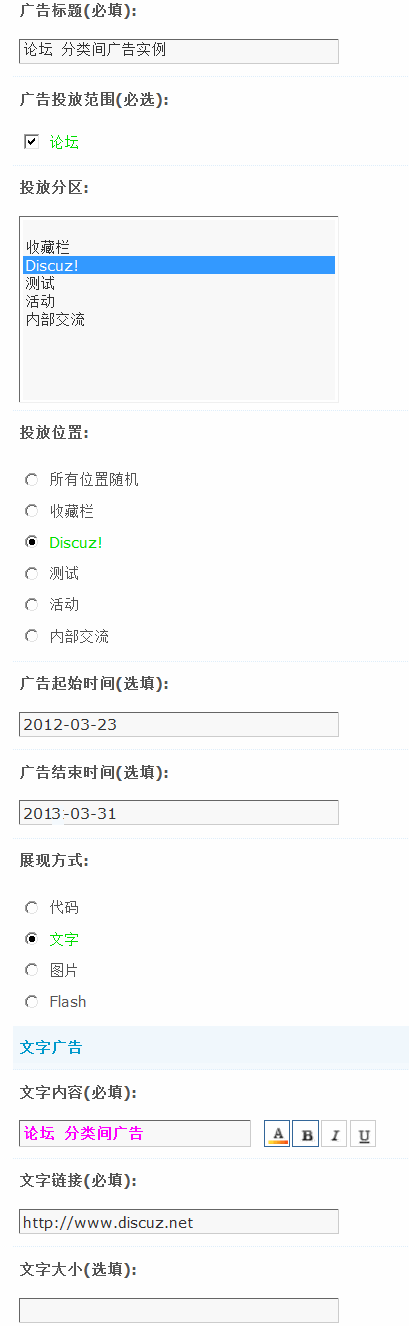 广告标题(必填):
论坛 分类间广告实例
广告投放范围(必选):
论坛
投放分区:
收藏栏
Discuz!
测试
活动
内部交流
投放位置:
所有位置随机
收藏栏
Discuz!
测试
活动
内部交流
广告起始时间(选填):
2012-03-23
广告结束时间(选填):
2013-03-31
展现方式:
代码
文字
图片
Flash
文字广告
文字内容(必填):
论坛 分类间广告 A B I U
文字链接(必填):
http://www.discuz.net
文字大小(选填):